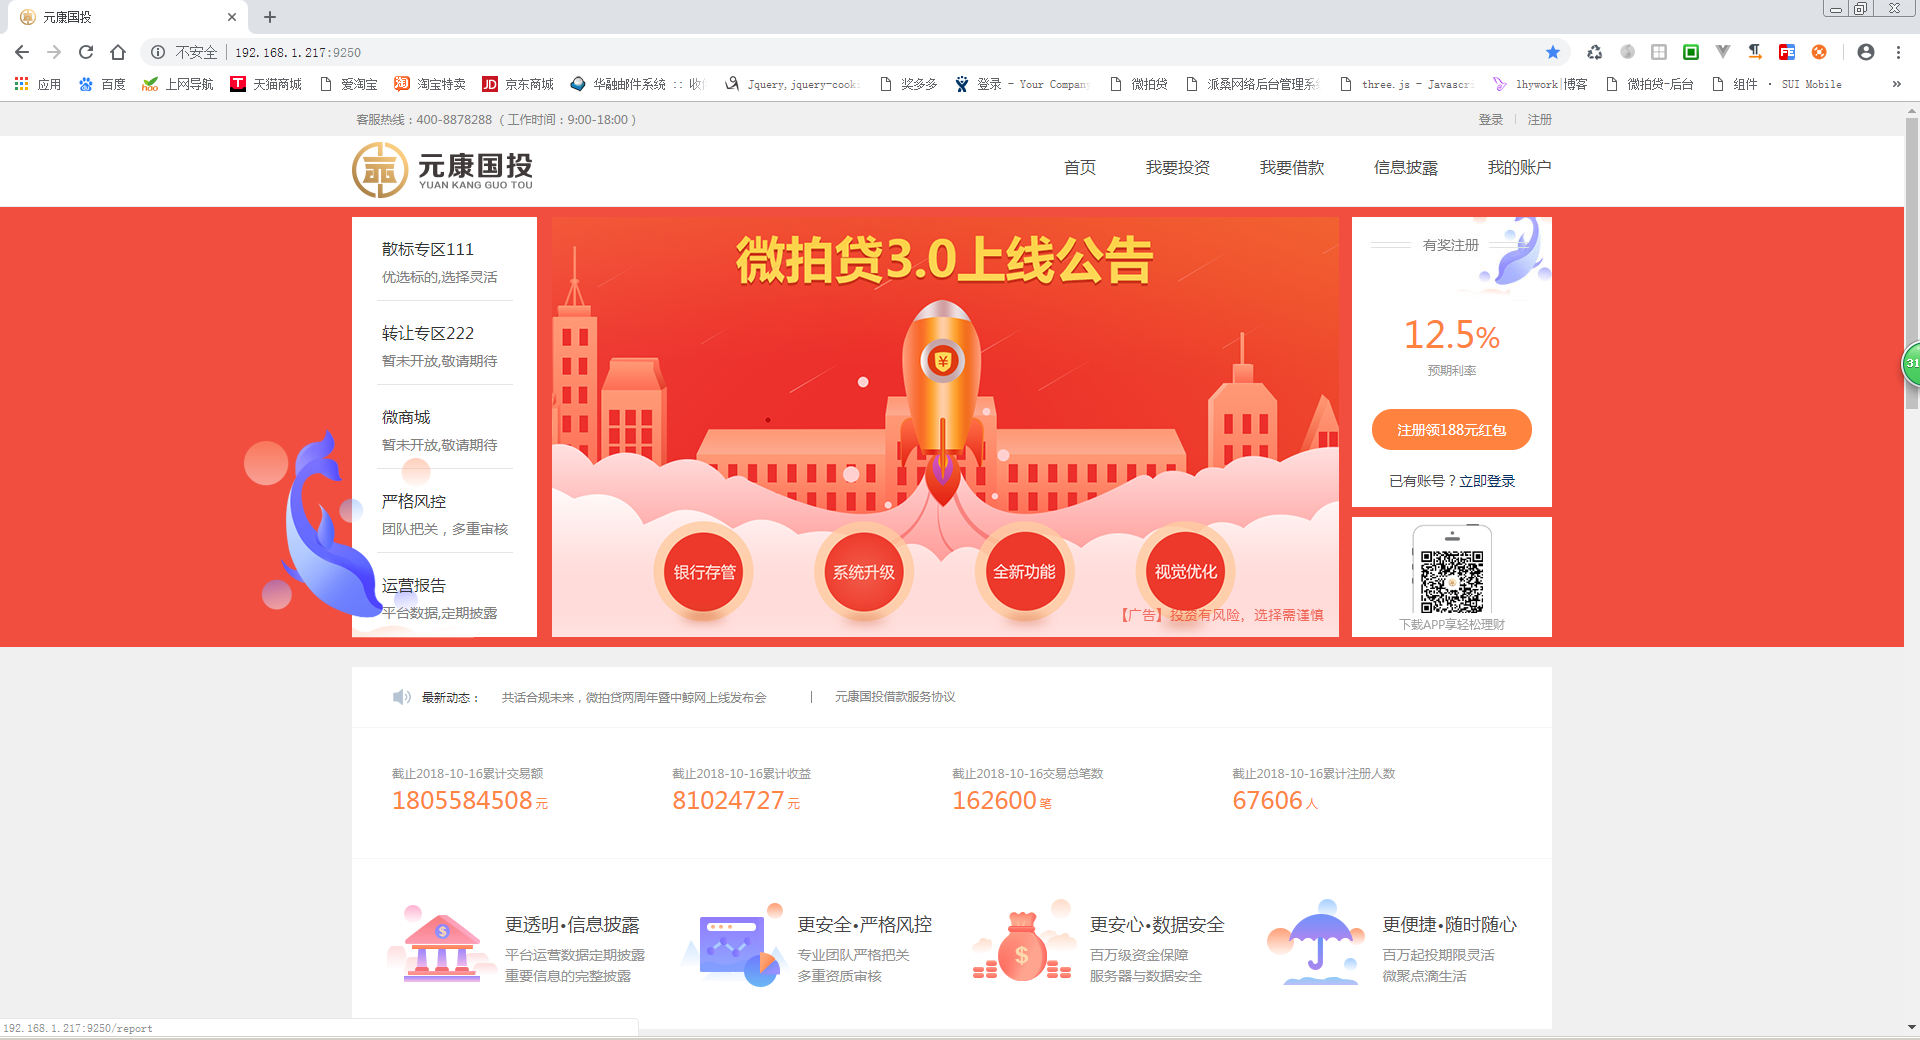 元康国投
不安全 | 192.168.1.217:9250
应用 百度 上网导航 天猫商城 爱淘宝 淘宝特卖 京东商城 华融邮件系统 :: 收 Jquery,jquery-cook 奖多多 登录 - Your Company 微拍贷 派桑网络后台管理系 three.js - Javascr lhywork|博客 微拍贷-后台 组件 · SUI Mobile »
客服热线：400-8878288 （工作时间：9:00-18:00 ）
登录 | 注册
元康国投
YUAN KANG GUO TOU
首页 我要投资 我要借款 信息披露 我的账户
散标专区111
优选标的,选择灵活
转让专区222
暂未开放,敬请期待
微商城
暂未开放,敬请期待
严格风控
团队把关，多重审核
运营报告
平台数据,定期披露
微拍贷3.0上线公告
银行存管 系统升级 全新功能 视觉优化
【广告】投资有风险，选择需谨慎
有奖注册
12.5%
预期利率
注册领188元红包
已有账号？立即登录
下载APP享轻松理财
31
最新动态： 共话合规未来，微拍贷两周年暨中鲸网上线发布会 | 元康国投借款服务协议
截止2018-10-16累计交易额
1805584508元
截止2018-10-16累计收益
81024727元
截止2018-10-16交易总笔数
162600笔
截止2018-10-16累计注册人数
67606人
更透明•信息披露
平台运营数据定期披露
重要信息的完整披露
更安全•严格风控
专业团队严格把关
多重资质审核
更安心•数据安全
百万级资金保障
服务器与数据安全
更便捷•随时随心
百万起投期限灵活
微聚点滴生活
192.168.1.217:9250/report